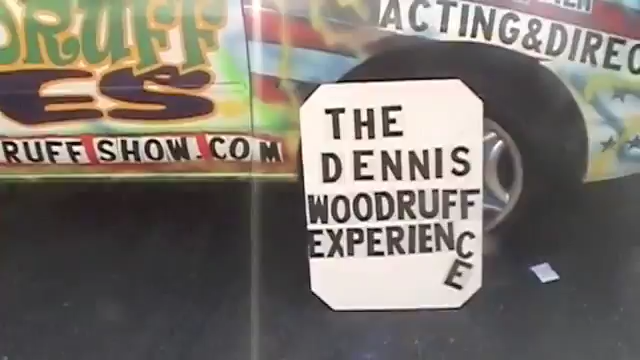 ACTING&DIREC
RUFF
ES
RUFFSHOW.COM
THE
DENNIS
WOODRUFF
EXPERIENCE